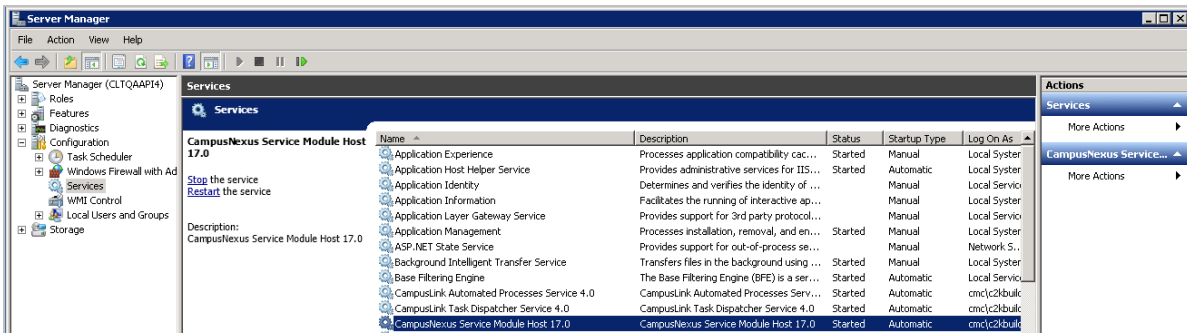 Server Manager
File Action View Help
Server Manager (CLTQAAPI4)
Roles
Features
Diagnostics
Configuration
Task Scheduler
Windows Firewall with Ad
Services
WMI Control
Local Users and Groups
Storage
Services
Services
CampusNexus Service Module Host 17.0
Stop the service
Restart the service
Description:
CampusNexus Service Module Host 17.0
Name Description Status Startup Type Log On As
Application Experience Processes application compatibility cac... Started Manual Local System
Application Host Helper Service Provides administrative services for IIS... Started Automatic Local System
Application Identity Determines and verifies the identity of ... Manual Local Service
Application Information Facilitates the running of interactive ap... Manual Local System
Application Layer Gateway Service Provides support for 3rd party protocol... Manual Local Service
Application Management Processes installation, removal, and en... Started Manual Local System
ASP.NET State Service Provides support for out-of-process se... Manual Network S...
Background Intelligent Transfer Service Transfers files in the background using ... Started Manual Local System
Base Filtering Engine The Base Filtering Engine (BFE) is a ser... Started Automatic Local Service
CampusLink Automated Processes Service 4.0 CampusLink Automated Processes Serv... Started Automatic cmc\c2kbuild
CampusLink Task Dispatcher Service 4.0 CampusLink Task Dispatcher Service 4.0 Started Automatic cmc\c2kbuild
CampusNexus Service Module Host 17.0 CampusNexus Service Module Host 17.0 Started Automatic cmc\c2kbuild
Actions
Services
More Actions
CampusNexus Service...
More Actions